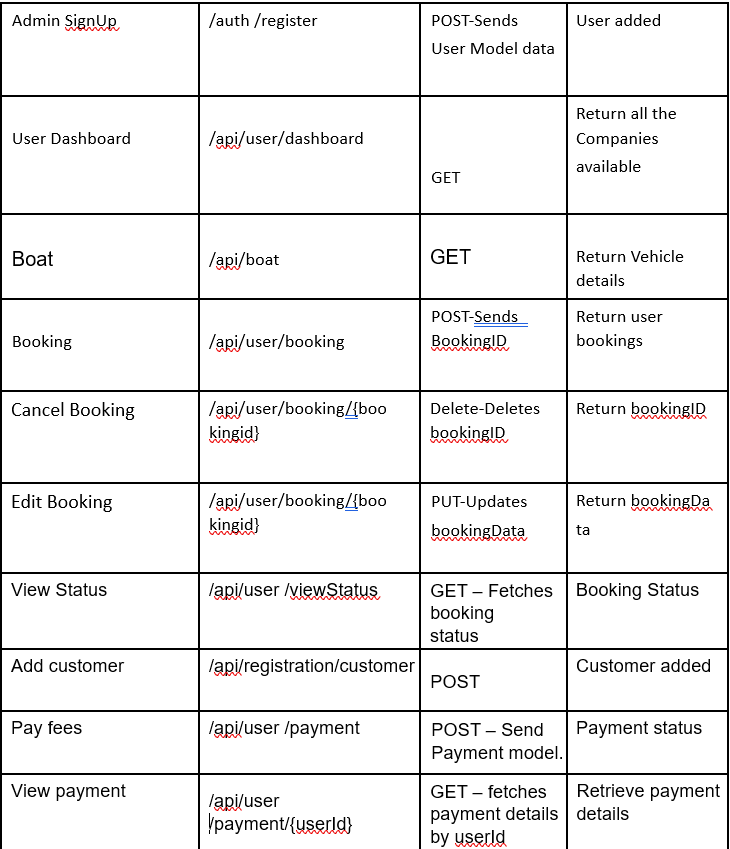 Admin SignUp
/auth /register
POST-Sends
User Model data
User added
User Dashboard
/api/user/dashboard
GET
Return all the
Companies
available
Boat
/api/boat
GET
Return Vehicle
details
Booking
/api/user/booking
POST-Sends
BookingID
Return user
bookings
Cancel Booking
/api/user/booking/{boo
kingid}
Delete-Deletes
bookingID
Return bookingID
Edit Booking
/api/user/booking/{boo
kingid}
PUT-Updates
bookingData
Return bookingDa
ta
View Status
/api/user /viewStatus
GET – Fetches
booking
status
Booking Status
Add customer
/api/registration/customer
POST
Customer added
Pay fees
/api/user /payment
POST – Send
Payment model.
Payment status
View payment
/api/user
/payment/{userId}
GET – fetches
payment details
by userId
Retrieve payment
details